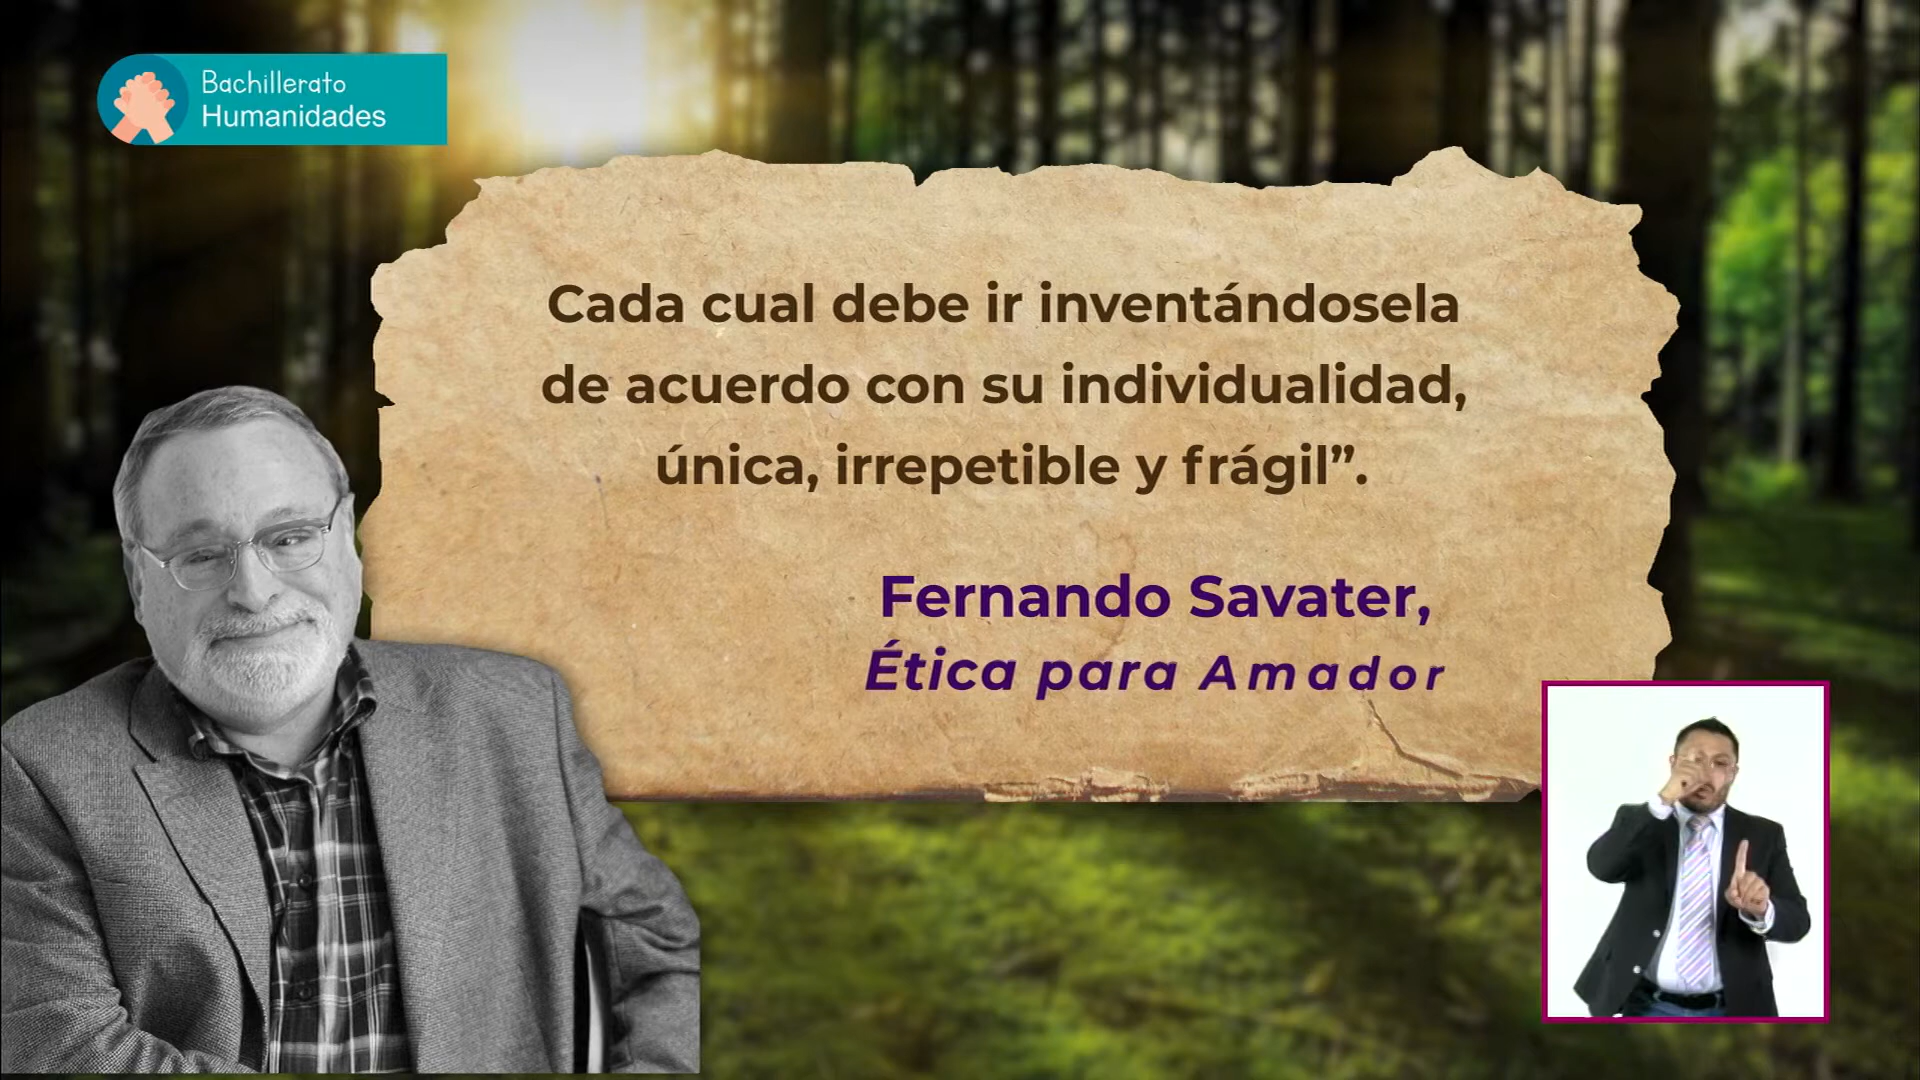 Bachillerato
Humanidades
Cada cual debe ir inventándosela
de acuerdo con su individualidad,
única, irrepetible y frágil”.
Fernando Savater,
Ética para Amador